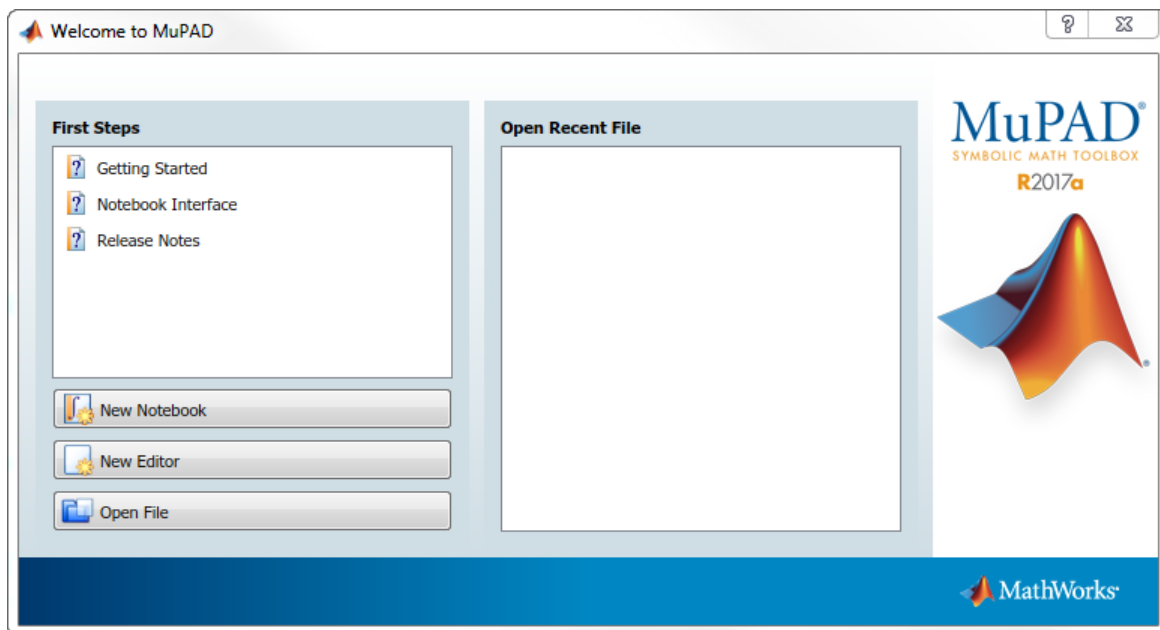 Welcome to MuPAD
First Steps
Getting Started
Notebook Interface
Release Notes
New Notebook
New Editor
Open File
Open Recent File
MuPAD®
SYMBOLIC MATH TOOLBOX
R2017a
®
MathWorks®